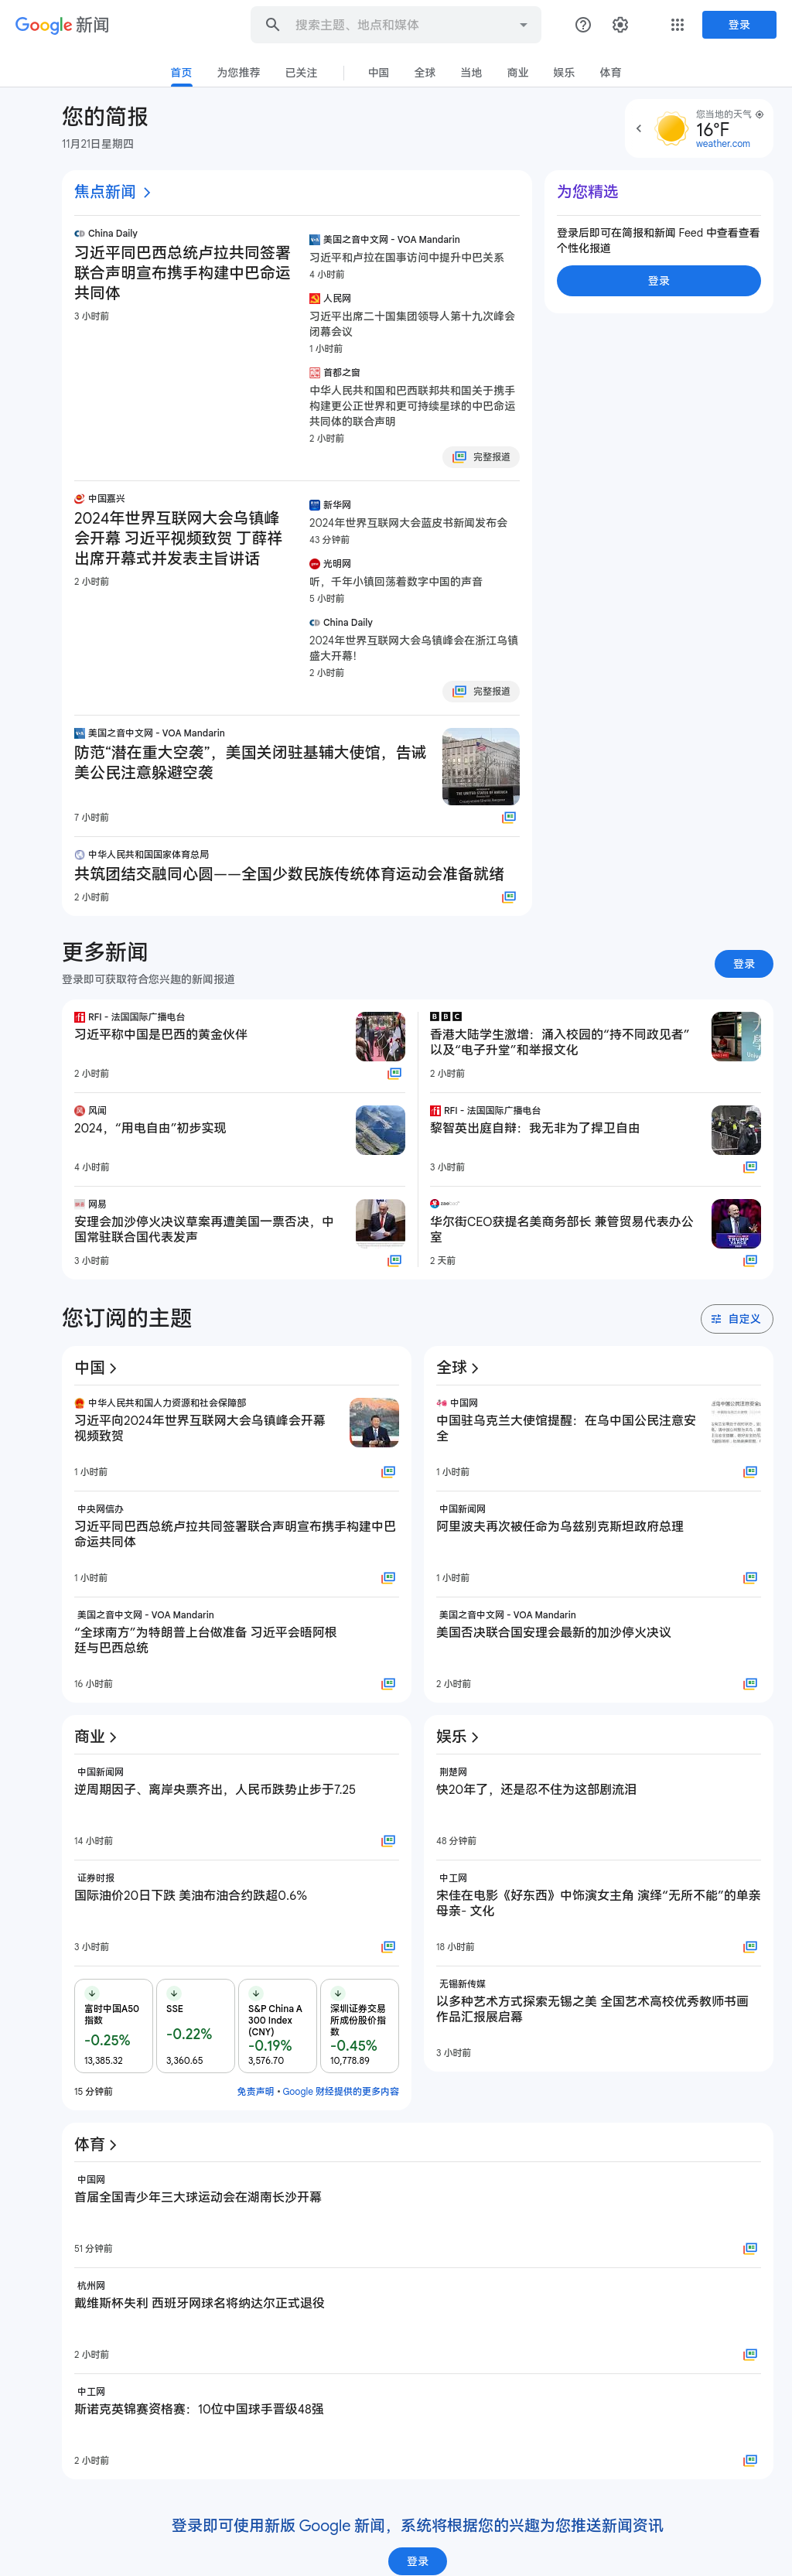 Google 新闻
搜索主题、地点和媒体
登录
首页
为您推荐
已关注
中国
全球
当地
商业
娱乐
体育
您的简报
11月21日星期四
您当地的天气
16°F
weather.com
焦点新闻
China Daily
习近平同巴西总统卢拉共同签署
联合声明宣布携手构建中巴命运
共同体
3 小时前
美国之音中文网 - VOA Mandarin
习近平和卢拉在国事访问中提升中巴关系
4 小时前
人民网
习近平出席二十国集团领导人第十九次峰会
闭幕会议
1 小时前
首都之窗
中华人民共和国和巴西联邦共和国关于携手
构建更公正世界和更可持续星球的中巴命运
共同体的联合声明
2 小时前
完整报道
为您精选
登录后即可在简报和新闻 Feed 中查看查看
个性化报道
登录
中国嘉兴
2024年世界互联网大会乌镇峰
会开幕 习近平视频致贺 丁薛祥
出席开幕式并发表主旨讲话
2 小时前
新华网
2024年世界互联网大会蓝皮书新闻发布会
43 分钟前
光明网
听，千年小镇回荡着数字中国的声音
5 小时前
China Daily
2024年世界互联网大会乌镇峰会在浙江乌镇
盛大开幕！
2 小时前
完整报道
美国之音中文网 - VOA Mandarin
防范“潜在重大空袭”，美国关闭驻基辅大使馆，告诫
美公民注意躲避空袭
7 小时前
中华人民共和国国家体育总局
共筑团结交融同心圆——全国少数民族传统体育运动会准备就绪
2 小时前
更多新闻
登录即可获取符合您兴趣的新闻报道
登录
RFI - 法国国际广播电台
习近平称中国是巴西的黄金伙伴
2 小时前
BBC
香港大陆学生激增：涌入校园的“持不同政见者”
以及“电子升堂”和举报文化
2 小时前
风闻
2024，“用电自由”初步实现
4 小时前
RFI - 法国国际广播电台
黎智英出庭自辩：我无非为了捍卫自由
3 小时前
网易
安理会加沙停火决议草案再遭美国一票否决，中
国常驻联合国代表发声
3 小时前
华尔街CEO获提名美商务部长 兼管贸易代表办公
室
2 天前
您订阅的主题
自定义
中国
中华人民共和国人力资源和社会保障部
习近平向2024年世界互联网大会乌镇峰会开幕
视频致贺
1 小时前
中央网信办
习近平同巴西总统卢拉共同签署联合声明宣布携手构建中巴
命运共同体
1 小时前
美国之音中文网 - VOA Mandarin
“全球南方”为特朗普上台做准备 习近平会晤阿根
廷与巴西总统
16 小时前
全球
中国网
中国驻乌克兰大使馆提醒：在乌中国公民注意安
全
1 小时前
中国新闻网
阿里波夫再次被任命为乌兹别克斯坦政府总理
1 小时前
美国之音中文网 - VOA Mandarin
美国否决联合国安理会最新的加沙停火决议
2 小时前
商业
中国新闻网
逆周期因子、离岸央票齐出，人民币跌势止步于7.25
14 小时前
证券时报
国际油价20日下跌 美油布油合约跌超0.6%
3 小时前
富时中国A50
指数
-0.25%
13,385.32
SSE
-0.22%
3,360.65
S&P China A
300 Index
(CNY)
-0.19%
3,576.70
深圳证券交易
所成份股价指
数
-0.45%
10,778.89
15 分钟前
免责声明 • Google 财经提供的更多内容
娱乐
荆楚网
快20年了，还是忍不住为这部剧流泪
48 分钟前
中工网
宋佳在电影《好东西》中饰演女主角 演绎“无所不能”的单亲
母亲- 文化
18 小时前
无锡新传媒
以多种艺术方式探索无锡之美 全国艺术高校优秀教师书画
作品汇报展启幕
3 小时前
体育
中国网
首届全国青少年三大球运动会在湖南长沙开幕
51 分钟前
杭州网
戴维斯杯失利 西班牙网球名将纳达尔正式退役
2 小时前
中工网
斯诺克英锦赛资格赛：10位中国球手晋级48强
2 小时前
登录即可使用新版 Google 新闻，系统将根据您的兴趣为您推送新闻资讯
登录